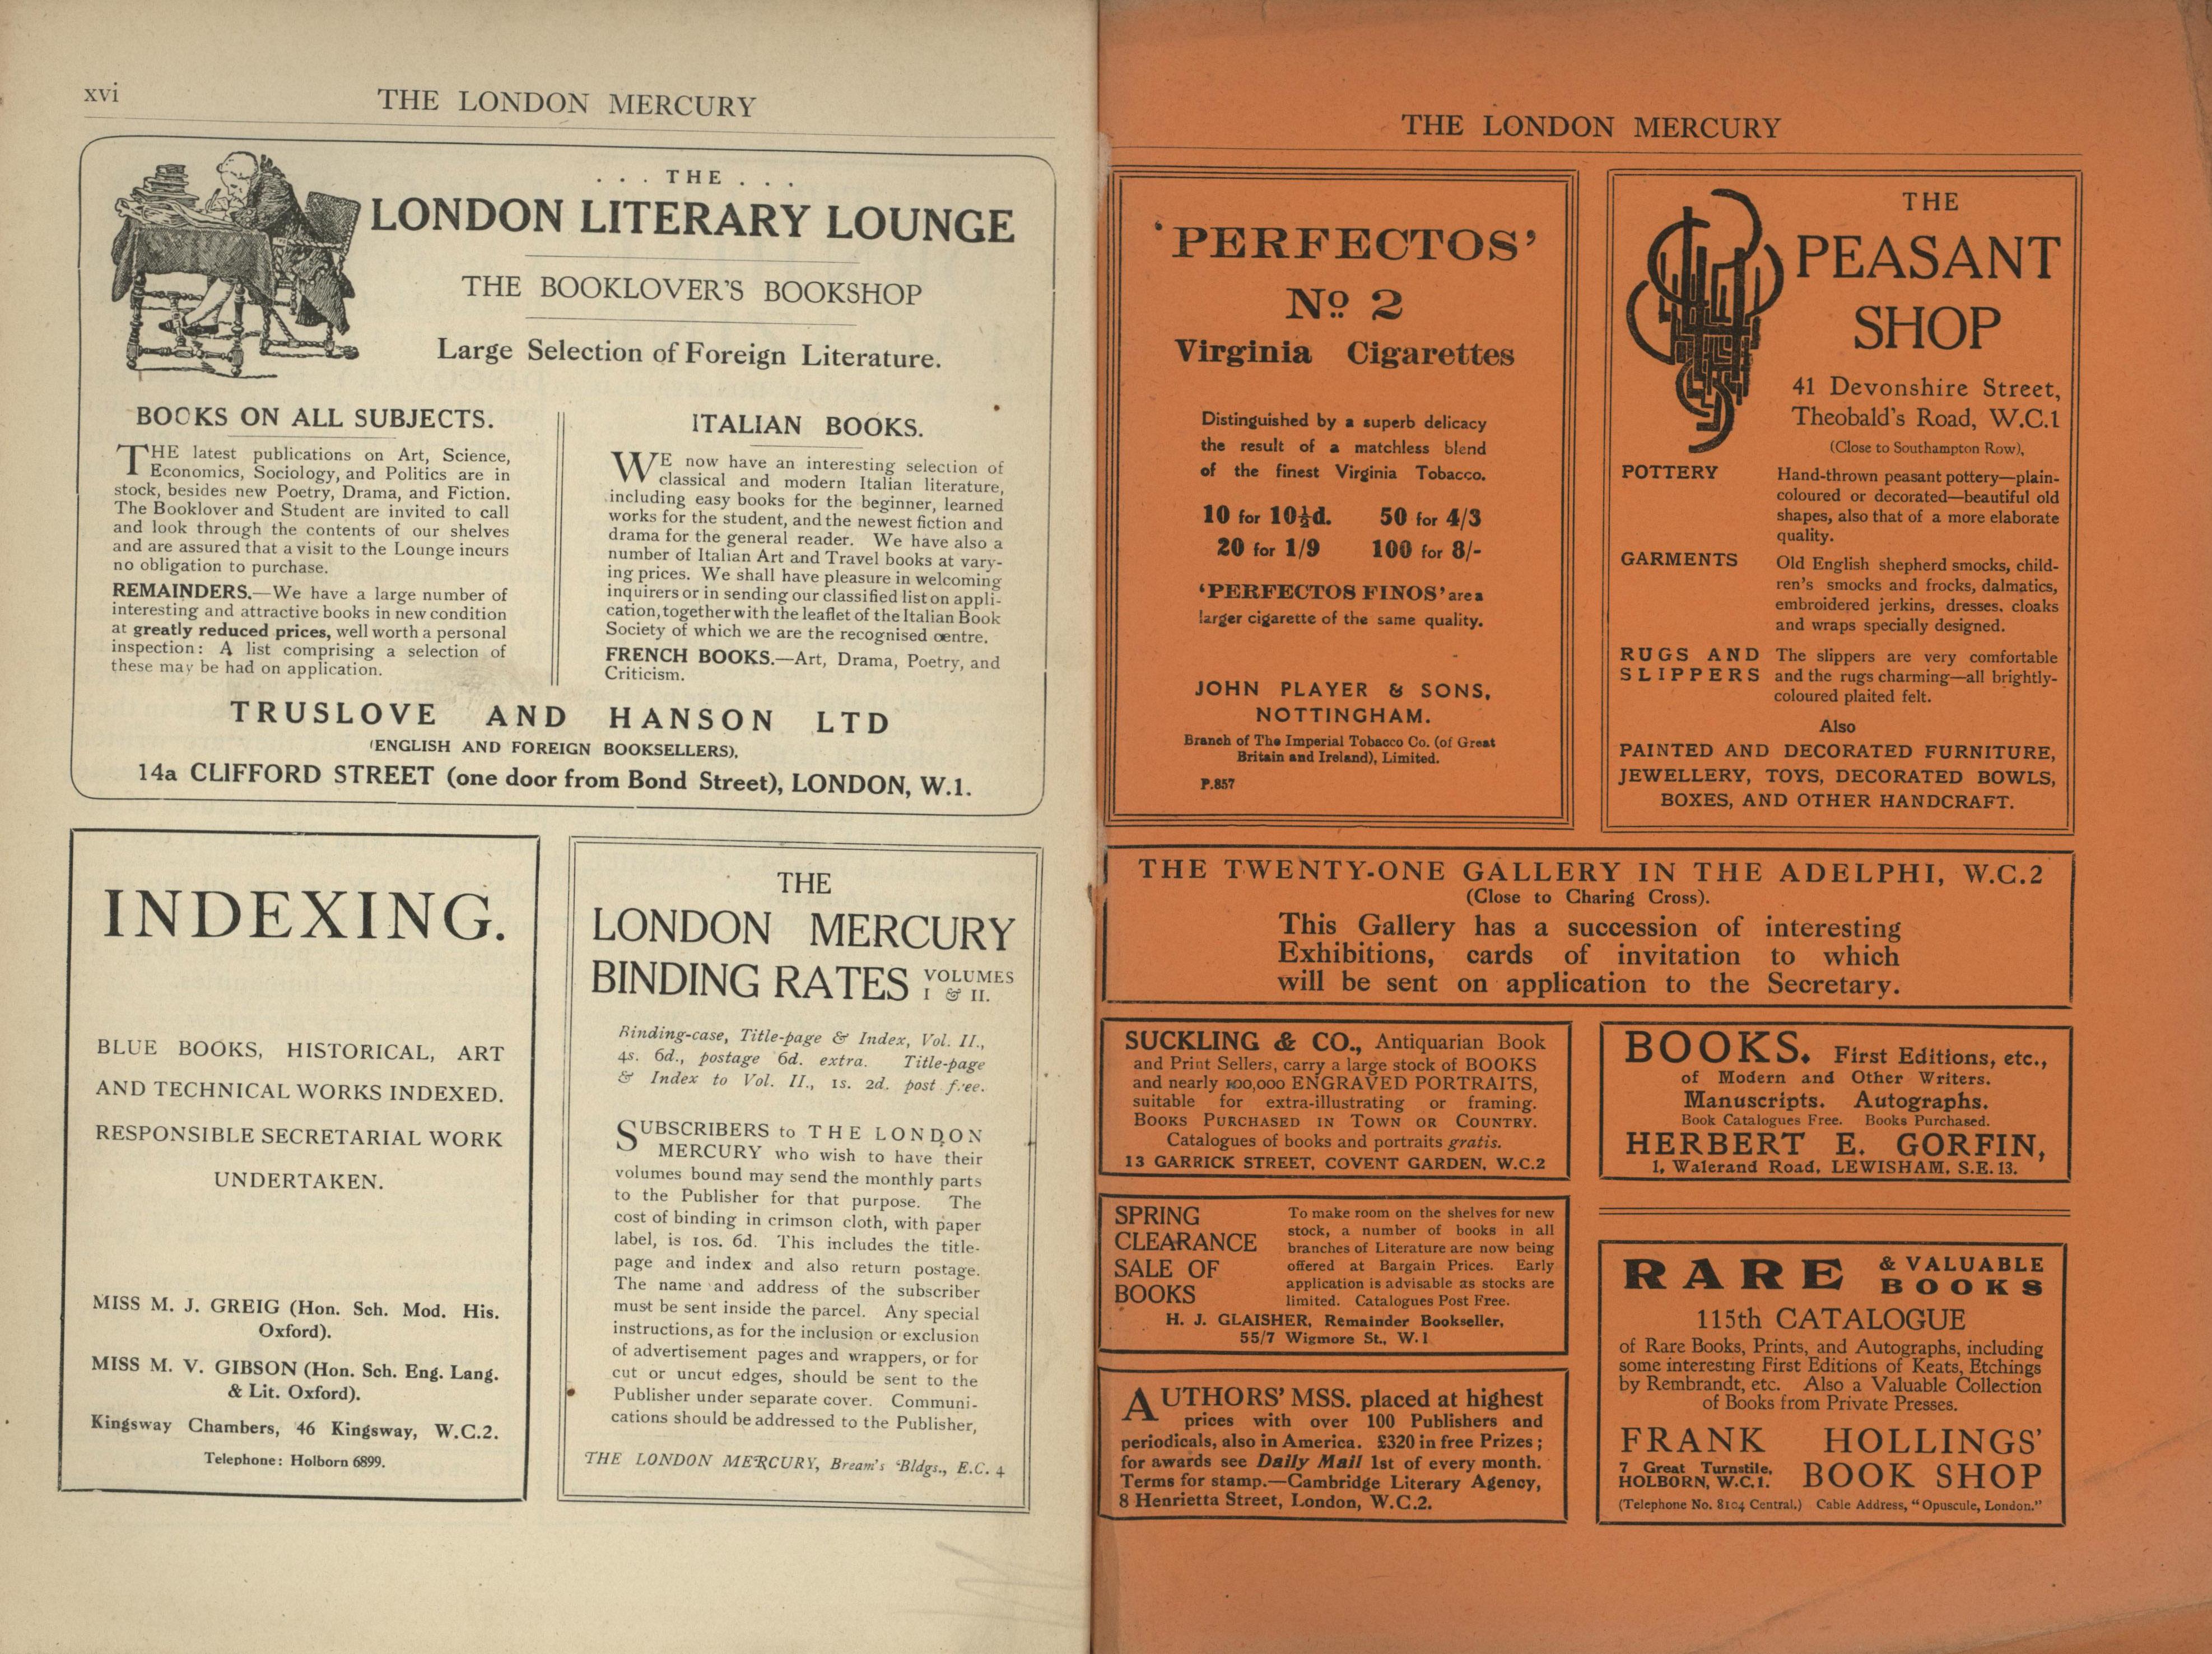 xvi
THE LONDON MERCURY
. . . THE . . .
LONDON LITERARY LOUNGE
THE BOOKLOVER'S BOOKSHOP
Large Selection of Foreign Literature.
BOOKS ON ALL SUBJECTS.
THE latest publications on Art, Science,
Economics, Sociology, and Politics are in
stock, besides new Poetry, Drama, and Fiction.
The Booklover and Student are invited to call
and look through the contents of our shelves
and are assured that a visit to the Lounge incurs
no obligation to purchase.
REMAINDERS.—We have a large number of
interesting and attractive books in new condition
at greatly reduced prices, well worth a personal
inspection: A list comprising a selection of
these may be had on application.
ITALIAN BOOKS.
WE now have an interesting selection of
classical and modern Italian literature,
including easy books for the beginner, learned
works for the student, and the newest fiction and
drama for the general reader. We have also a
number of Italian Art and Travel books at vary-
ing prices. We shall have pleasure in welcoming
inquirers or in sending our classified list on appli-
cation, together with the leaflet of the Italian Book
Society of which we are the recognised centre.
FRENCH BOOKS.—Art, Drama, Poetry, and
Criticism.
TRUSLOVE AND HANSON LTD
(ENGLISH AND FOREIGN BOOKSELLERS),
14a CLIFFORD STREET (one door from Bond Street), LONDON, W.1.
INDEXING.
BLUE BOOKS, HISTORICAL, ART
AND TECHNICAL WORKS INDEXED.
RESPONSIBLE SECRETARIAL WORK
UNDERTAKEN.
MISS M. J. GREIG (Hon. Sch. Mod. His.
Oxford).
MISS M. V. GIBSON (Hon. Sch. Eng. Lang.
& Lit. Oxford).
Kingsway Chambers, 46 Kingsway, W.C.2.
Telephone: Holborn 6899.
THE
LONDON MERCURY
BINDING RATES VOLUMES
I & II.
Binding-case, Title-page & Index, Vol. II.,
4s. 6d., postage 6d. extra. Title-page
& Index to Vol. II., 1s. 2d. post free.
SUBSCRIBERS to THE LONDON
MERCURY who wish to have their
volumes bound may send the monthly parts
to the Publisher for that purpose. The
cost of binding in crimson cloth, with paper
label, is 10s. 6d. This includes the title-
page and index and also return postage.
The name and address of the subscriber
must be sent inside the parcel. Any special
instructions, as for the inclusion or exclusion
of advertisement pages and wrappers, or for
cut or uncut edges, should be sent to the
Publisher under separate cover. Communi-
cations should be addressed to the Publisher,
THE LONDON MERCURY, Bream's Bldgs., E.C. 4
THE LONDON MERCURY
'PERFECTOS'
No. 2
Virginia Cigarettes
Distinguished by a superb delicacy
the result of a matchless blend
of the finest Virginia Tobacco.
10 for 10½d. 50 for 4/3
20 for 1/9 100 for 8/-
'PERFECTOS FINOS' are a
larger cigarette of the same quality.
JOHN PLAYER & SONS,
NOTTINGHAM.
Branch of The Imperial Tobacco Co. (of Great
Britain and Ireland), Limited.
P.857
THE
PEASANT
SHOP
41 Devonshire Street,
Theobald's Road, W.C.1
(Close to Southampton Row),
POTTERY Hand-thrown peasant pottery—plain-
coloured or decorated—beautiful old
shapes, also that of a more elaborate
quality.
GARMENTS Old English shepherd smocks, child-
ren's smocks and frocks, dalmatics,
embroidered jerkins, dresses, cloaks
and wraps specially designed.
RUGS AND The slippers are very comfortable
SLIPPERS and the rugs charming—all brightly-
coloured plaited felt.
Also
PAINTED AND DECORATED FURNITURE,
JEWELLERY, TOYS, DECORATED BOWLS,
BOXES, AND OTHER HANDCRAFT.
THE TWENTY-ONE GALLERY IN THE ADELPHI, W.C.2
(Close to Charing Cross).
This Gallery has a succession of interesting
Exhibitions, cards of invitation to which
will be sent on application to the Secretary.
SUCKLING & CO., Antiquarian Book
and Print Sellers, carry a large stock of BOOKS
and nearly 100,000 ENGRAVED PORTRAITS,
suitable for extra-illustrating or framing.
BOOKS PURCHASED IN TOWN OR COUNTRY.
Catalogues of books and portraits gratis.
13 GARRICK STREET, COVENT GARDEN, W.C.2
BOOKS. First Editions, etc.,
of Modern and Other Writers.
Manuscripts. Autographs.
Book Catalogues Free. Books Purchased.
HERBERT E. GORFIN,
1, Walerand Road, LEWISHAM, S.E. 13.
SPRING
CLEARANCE
SALE OF
BOOKS
To make room on the shelves for new
stock, a number of books in all
branches of Literature are now being
offered at Bargain Prices. Early
application is advisable as stocks are
limited. Catalogues Post Free.
H. J. GLAISHER, Remainder Bookseller,
55/7 Wigmore St., W.1
AUTHORS' MSS. placed at highest
prices with over 100 Publishers and
periodicals, also in America. £320 in free Prizes;
for awards see Daily Mail 1st of every month.
Terms for stamp.—Cambridge Literary Agency,
8 Henrietta Street, London, W.C.2.
RARE & VALUABLE
BOOKS
115th CATALOGUE
of Rare Books, Prints, and Autographs, including
some interesting First Editions of Keats, Etchings
by Rembrandt, etc. Also a Valuable Collection
of Books from Private Presses.
FRANK HOLLINGS'
7 Great Turnstile,
HOLBORN, W.C.1. BOOK SHOP
(Telephone No. 8104 Central.) Cable Address, "Opuscule, London."